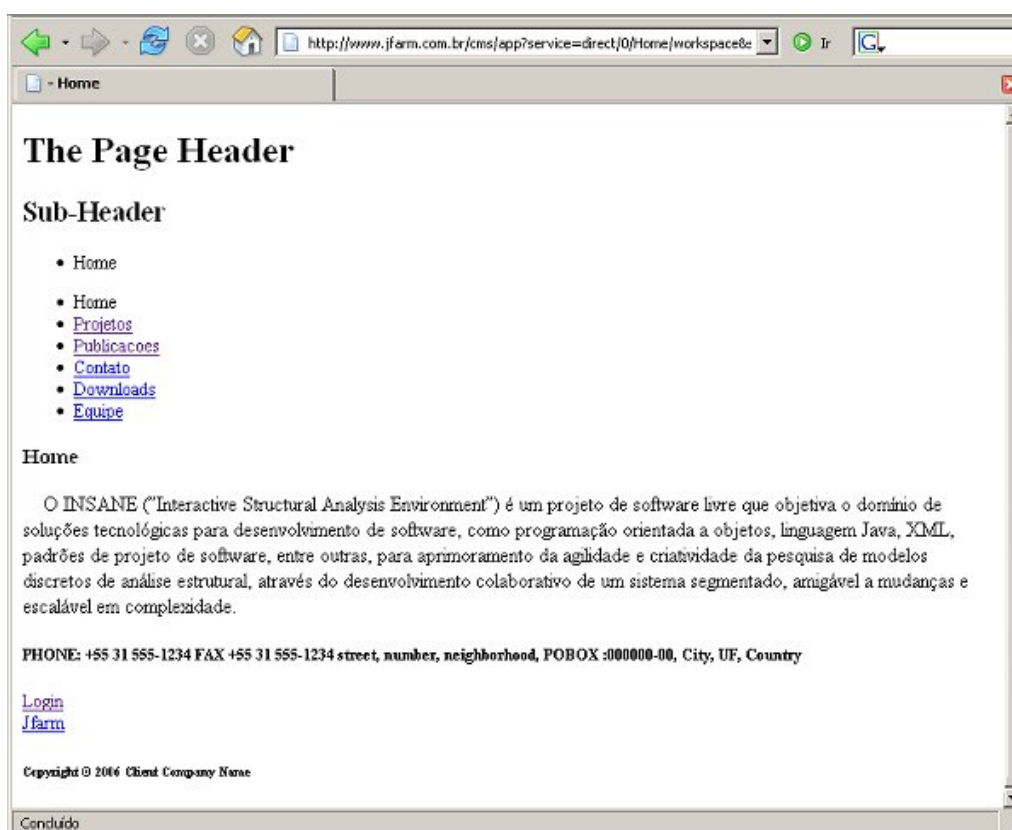 http://www.jfarm.com.br/cms/app?service=direct/0/Home/workspace&
Ir
G
- Home
The Page Header
Sub-Header
• Home
• Home
• Projetos
• Publicacoes
• Contato
• Downloads
• Equipe
Home
O INSANE ("Interactive Structural Analysis Environment") é um projeto de software livre que objetiva o domínio de
soluções tecnológicas para desenvolvimento de software, como programação orientada a objetos, linguagem Java, XML,
padrões de projeto de software, entre outras, para aprimoramento da agilidade e criatividade da pesquisa de modelos
discretos de análise estrutural, através do desenvolvimento colaborativo de um sistema segmentado, amigável a mudanças e
escalável em complexidade.
PHONE: +55 31 555-1234 FAX +55 31 555-1234 street, number, neighborhood, POBOX :000000-00, City, UF, Country
Login
Jfarm
Copyright © 2006 Client Company Name
Concluído